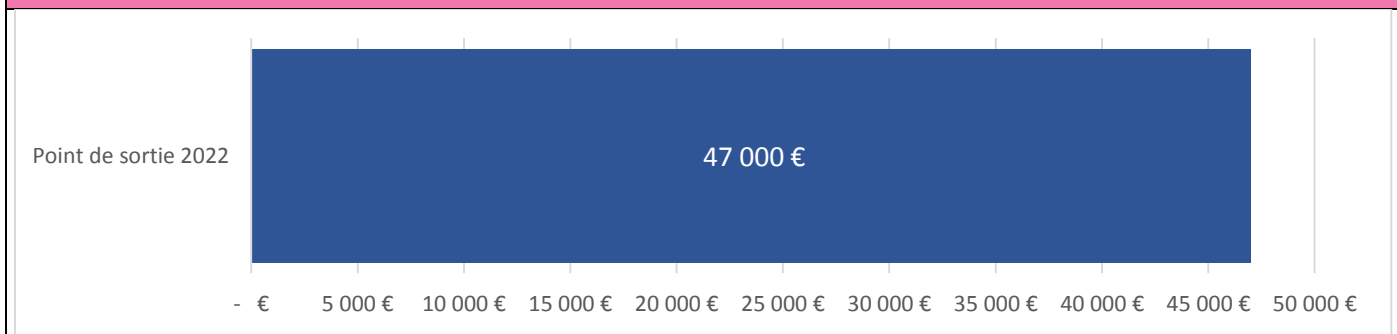 Point de sortie 2022
47 000 €
- € 5 000 € 10 000 € 15 000 € 20 000 € 25 000 € 30 000 € 35 000 € 40 000 € 45 000 € 50 000 €